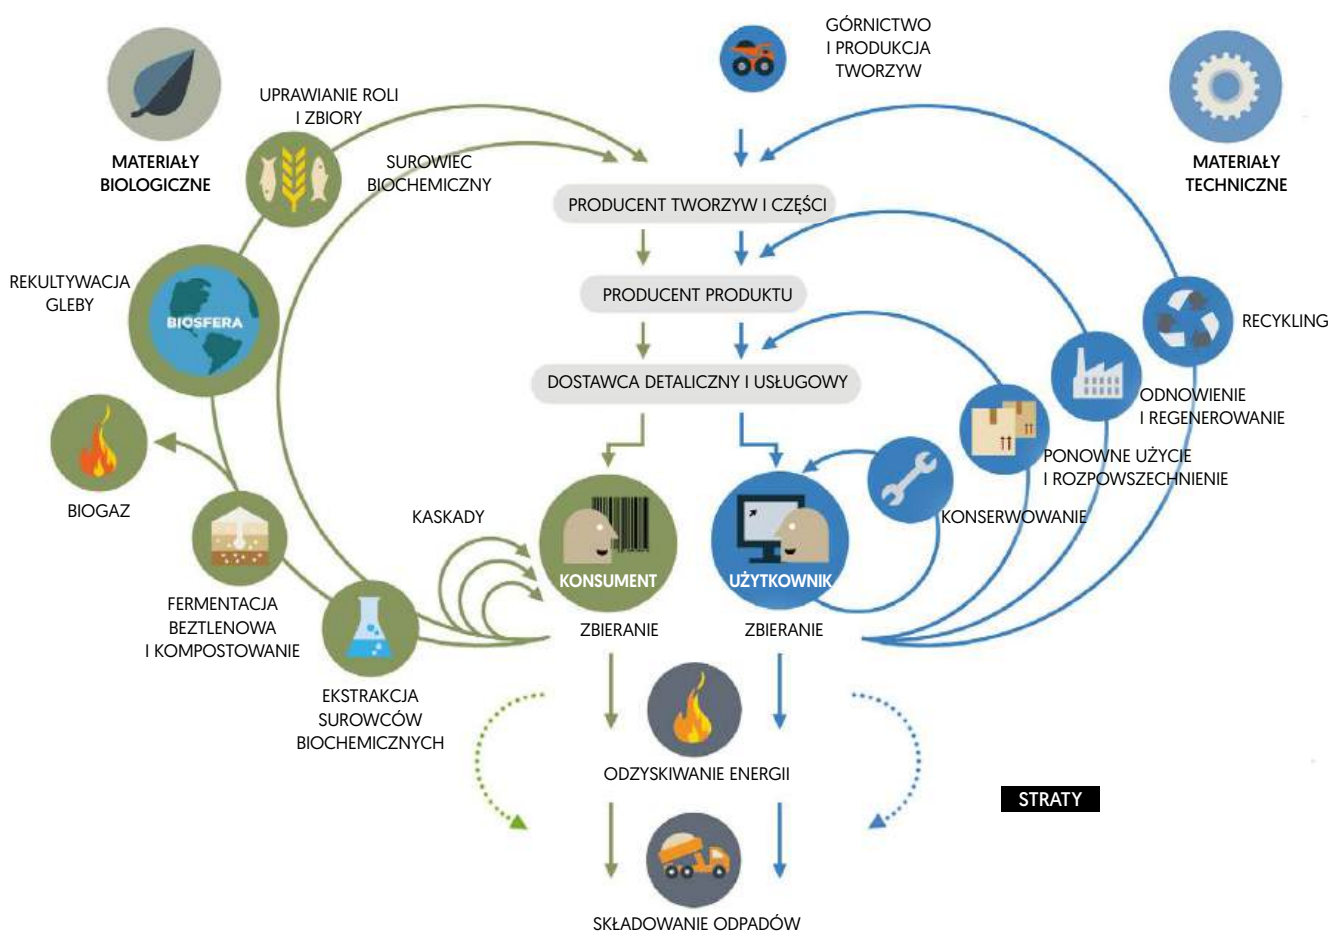 GÓRNICTWO
I PRODUKCJA
TWORZYW
UPRAWIANIE ROLI
I ZBIORY
MATERIAŁY
BIOLOGICZNE
SUROWIEC
BIOCHEMICZNY
MATERIAŁY
TECHNICZNE
PRODUCENT TWORZYW I CZĘŚCI
REKULTYWACJA
GLEBY
BIOSFERA
PRODUCENT PRODUKTU
RECYKLING
DOSTAWCA DETALICZNY I USŁUGOWY
ODNOWIENIE
I REGENEROWANIE
PONOWNE UŻYCIE
I ROZPOWSZECHNIENIE
BIOGAZ
KASKADY
KONSERWOWANIE
KONSUMENT
UŻYTKOWNIK
FERMENTACJA
BEZTLENOWA
I KOMPOSTOWANIE
ZBIERANIE
ZBIERANIE
EKSTRAKCJA
SUROWCÓW
BIOCHEMICZNYCH
ODZYSKIWANIE ENERGII
STRATY
SKŁADOWANIE ODPADÓW